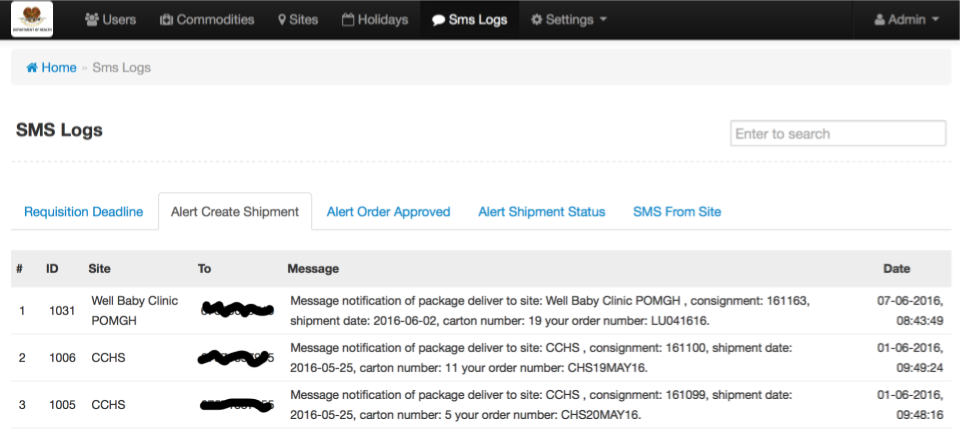 DEPARTMENT OF HEALTH
Users Commodities Sites Holidays Sms Logs Settings Admin
Home » Sms Logs
SMS Logs
Enter to search
Requisition Deadline Alert Create Shipment Alert Order Approved Alert Shipment Status SMS From Site
# ID Site To Message Date
1 1031 Well Baby Clinic Message notification of package deliver to site: Well Baby Clinic POMGH , consignment: 161163, 07-06-2016,
POMGH shipment date: 2016-06-02, carton number: 19 your order number: LU041616. 08:43:49
2 1006 CCHS Message notification of package deliver to site: CCHS , consignment: 161100, shipment date: 01-06-2016,
2016-05-25, carton number: 11 your order number: CHS19MAY16. 09:49:24
3 1005 CCHS Message notification of package deliver to site: CCHS , consignment: 161099, shipment date: 01-06-2016,
2016-05-25, carton number: 5 your order number: CHS20MAY16. 09:48:16